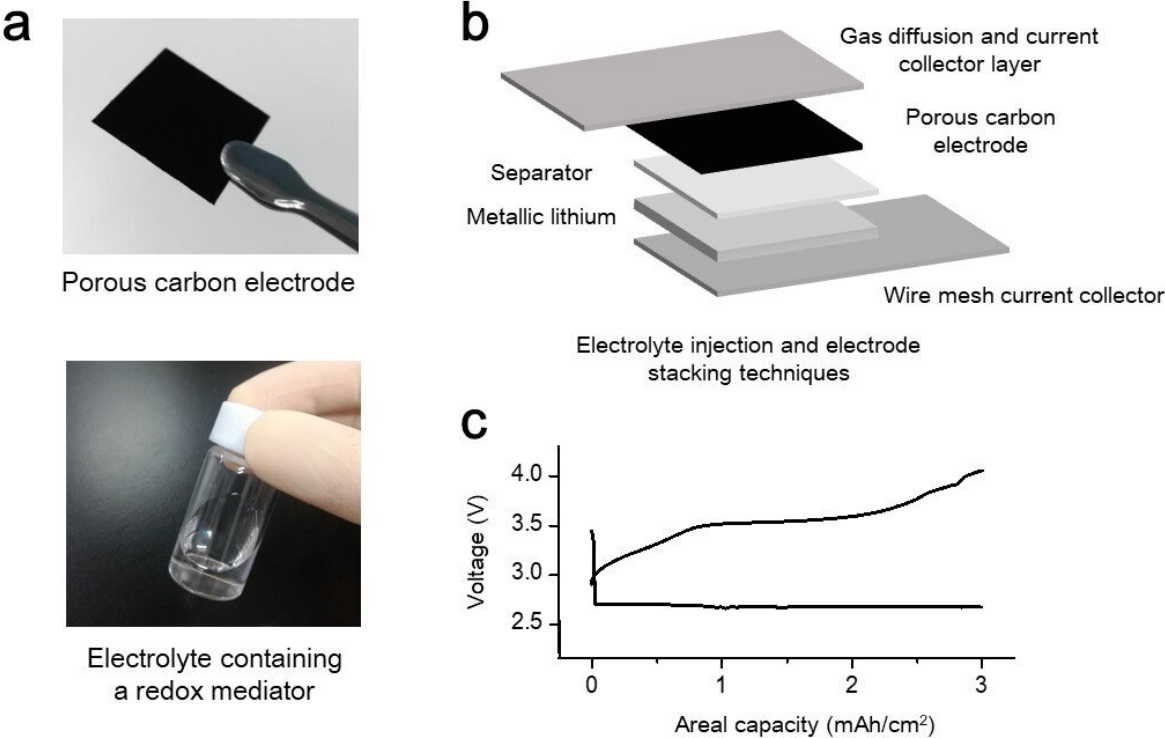 a
Porous carbon electrode
Electrolyte containing
a redox mediator
b
Gas diffusion and current
collector layer
Porous carbon
electrode
Separator
Metallic lithium
Wire mesh current collector
Electrolyte injection and electrode
stacking techniques
c
Voltage (V)
4.0
3.5
3.0
2.5
0 1 2 3
Areal capacity (mAh/cm²)